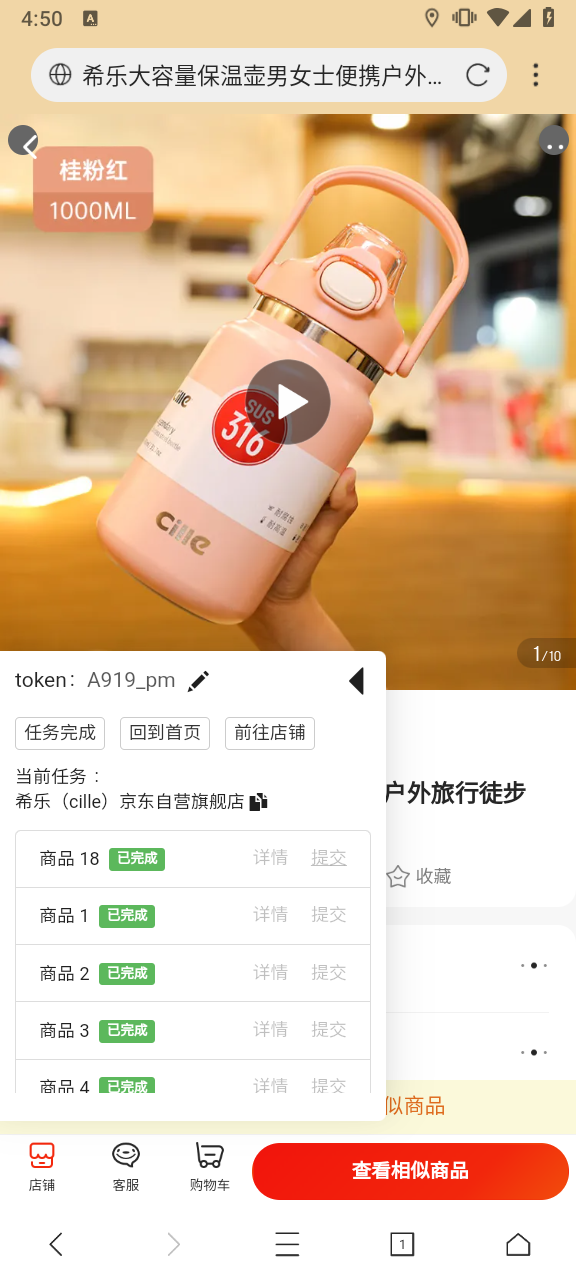 4:50
A
希乐大容量保温壶男女士便携户外...
桂粉红
1000ML
cille
SUS
316
cille
1/10
token: A919_pm
任务完成 回到首页 前往店铺
当前任务：
希乐（cille）京东自营旗舰店
户外旅行徒步
商品 18 已完成 详情 提交
收藏
商品 1 已完成 详情 提交
商品 2 已完成 详情 提交
商品 3 已完成 详情 提交
商品 4 已完成 详情 提交
似商品
店铺 客服 购物车 查看相似商品
1